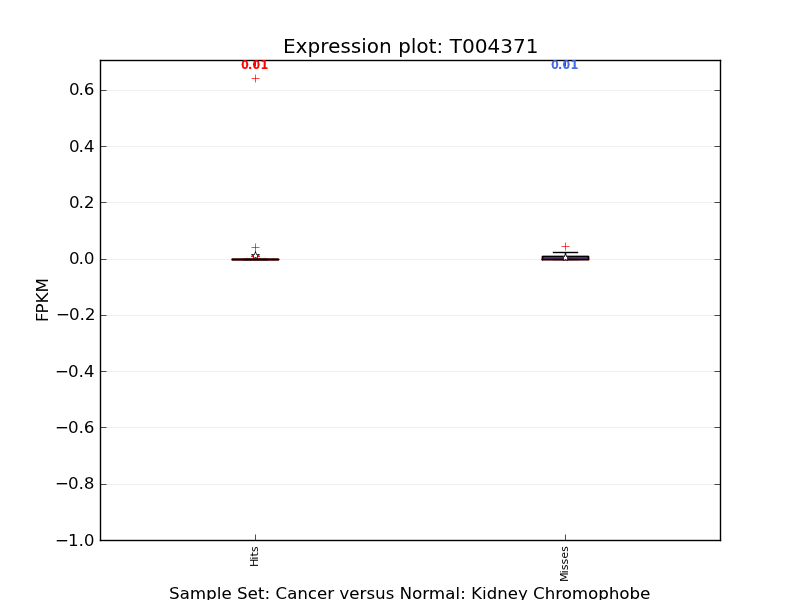 Expression plot: T004371
0.01
0.01
0.6
0.4
0.2
0.0
−0.2
−0.4
−0.6
−0.8
−1.0
FPKM
Hits
Misses
Sample Set: Cancer versus Normal: Kidney Chromophobe